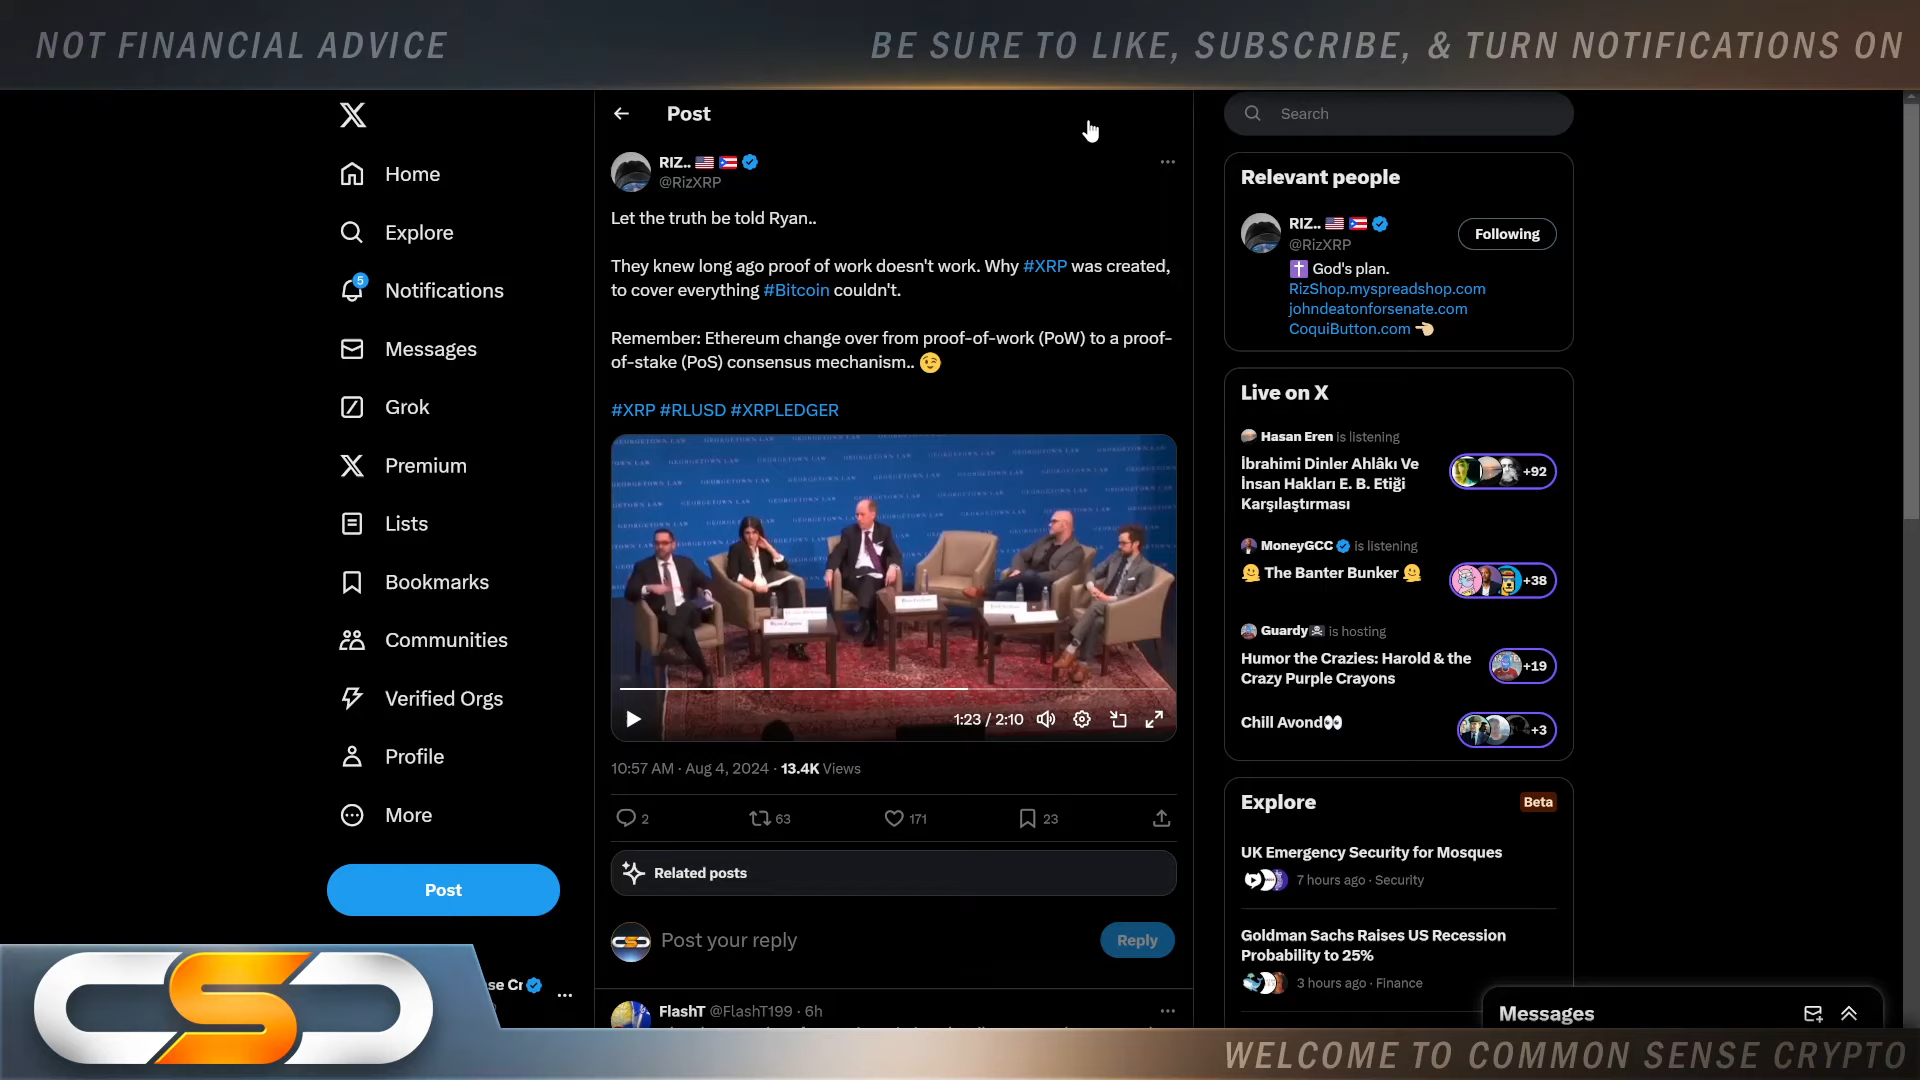 NOT FINANCIAL ADVICE
BE SURE TO LIKE, SUBSCRIBE, & TURN NOTIFICATIONS ON
Home
Explore
5
Notifications
Messages
Grok
Premium
Lists
Bookmarks
Communities
Verified Orgs
Profile
More
Post
se Cr
Post
RIZ..
@RizXRP
Let the truth be told Ryan..
They knew long ago proof of work doesn't work. Why #XRP was created,
to cover everything #Bitcoin couldn't.
Remember: Ethereum change over from proof-of-work (PoW) to a proof-
of-stake (PoS) consensus mechanism.. 😉
#XRP #RLUSD #XRPLEDGER
GEORGETOWN LAW
1:23 / 2:10
10:57 AM · Aug 4, 2024 · 13.4K Views
2
63
171
23
Related posts
Post your reply
Reply
FlashT @FlashT199 · 6h
Search
Relevant people
RIZ..
@RizXRP
Following
✝️ God's plan.
RizShop.myspreadshop.com
johndeatonforsenate.com
CoquiButton.com 👈🏻
Live on X
Hasan Eren is listening
İbrahimi Dinler Ahlâkı Ve
İnsan Hakları E. B. Etiği
Karşılaştırması
+92
MoneyGCC is listening
The Banter Bunker
+38
Guardy is hosting
Humor the Crazies: Harold & the
Crazy Purple Crayons
+19
Chill Avond👀
+3
Explore
Beta
UK Emergency Security for Mosques
7 hours ago · Security
Goldman Sachs Raises US Recession
Probability to 25%
3 hours ago · Finance
Messages
CSC
WELCOME TO COMMON SENSE CRYPTO